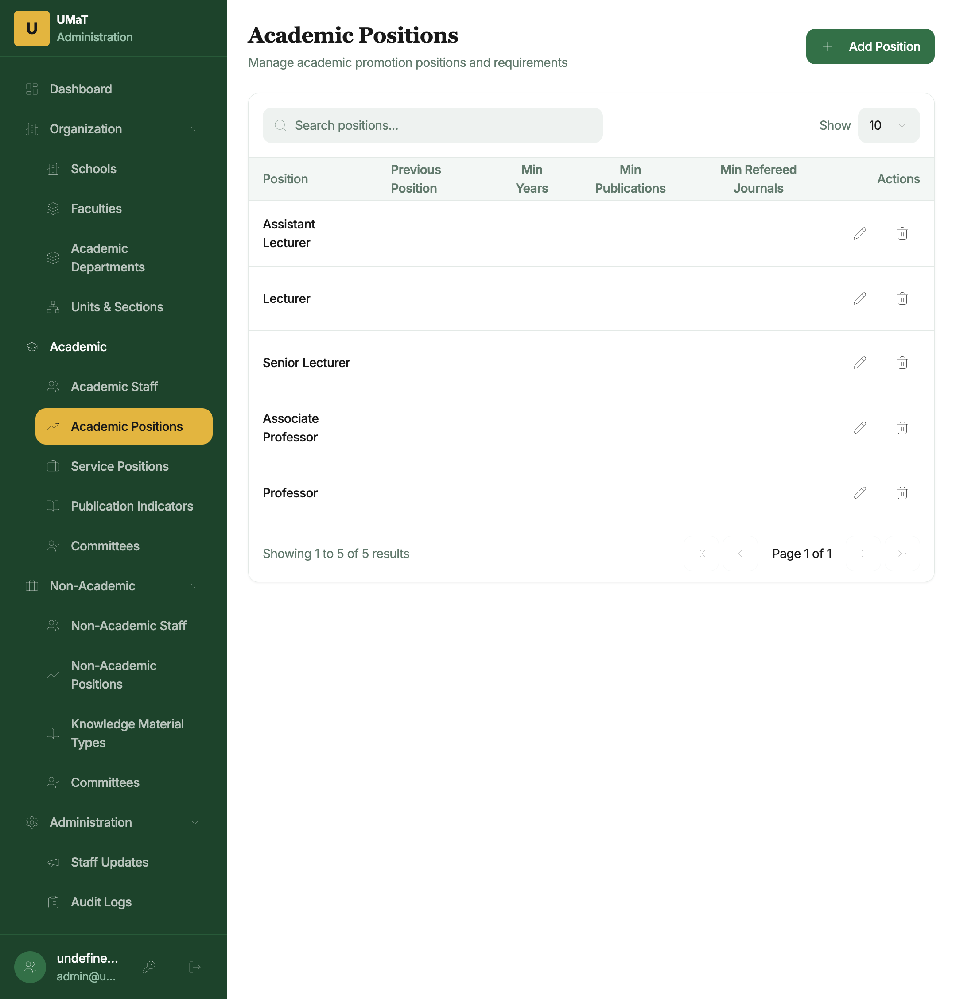 U
UMaT
Administration
Dashboard
Organization
Schools
Faculties
Academic
Departments
Units & Sections
Academic
Academic Staff
Academic Positions
Service Positions
Publication Indicators
Committees
Non-Academic
Non-Academic Staff
Non-Academic
Positions
Knowledge Material
Types
Committees
Administration
Staff Updates
Audit Logs
undefine...
admin@u...
Academic Positions
Manage academic promotion positions and requirements
Add Position
Search positions...
Show
10
Position
Previous
Position
Min
Years
Min
Publications
Min Refereed
Journals
Actions
Assistant
Lecturer
Lecturer
Senior Lecturer
Associate
Professor
Professor
Showing 1 to 5 of 5 results
Page 1 of 1